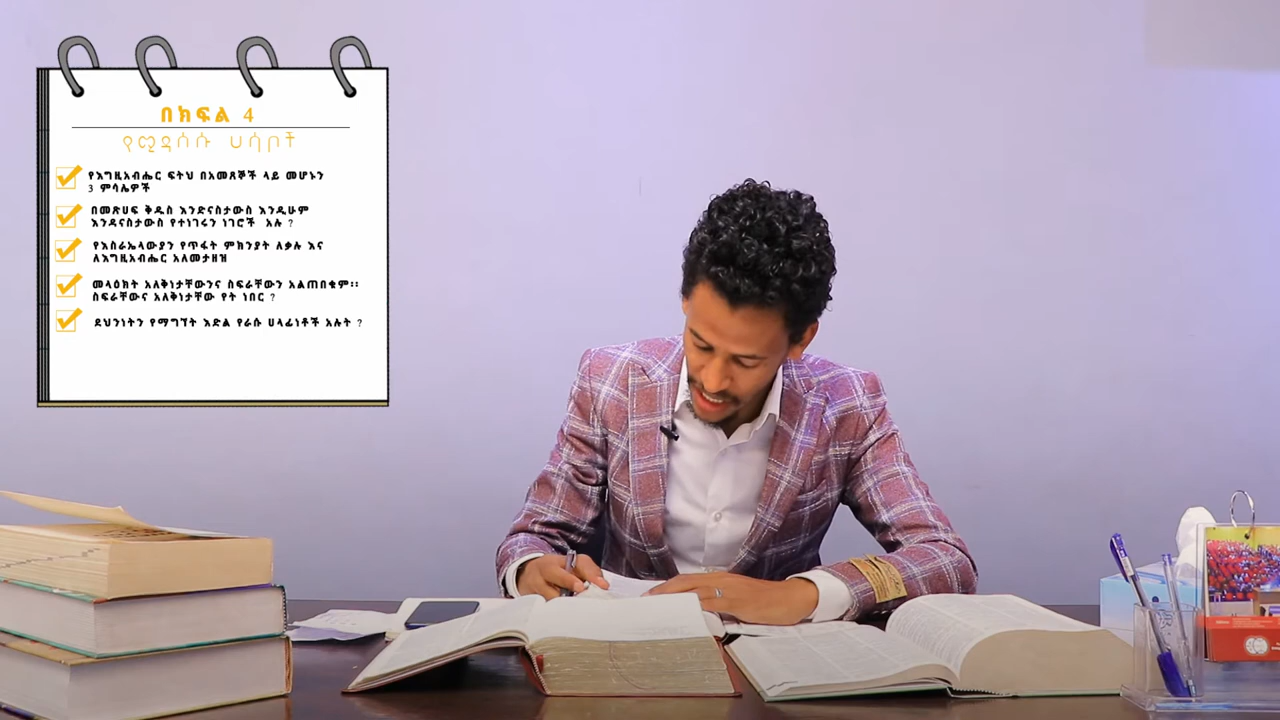 በክፍል 4
የሚዳሰሱ ሀሳቦች
የእግዚአብሔር ፍትህ በአመጸኞች ላይ መሆኑን
3 ምሳሌዎች
በመጽሀፍ ቅዱስ እንድናስታውስ እንዲሁም
እንዳናስታውስ የተነገሩን ነገሮች አሉ ?
የእስራኤላውያን የጥፋት ምክንያት ለቃሉ እና
ለእግዚአብሔር አለመታዘዝ
መላዕክት አለቅነታቸውንና ስፍራቸውን አልጠበቁም፡፡
ስፍራቸውና አለቅነታቸው የት ነበር ?
ደህንነትን የማግኘት እድል የራሱ ሀላፊነቶች አሉት ?